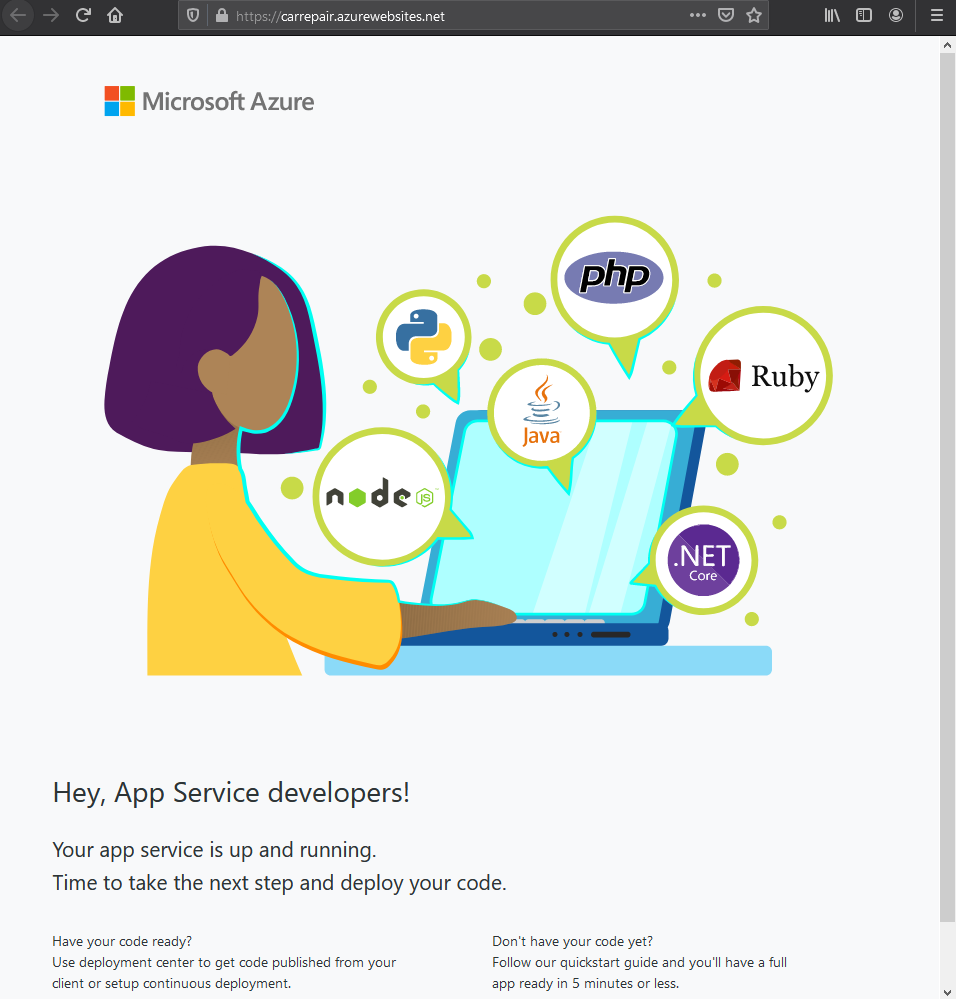 https://carrepair.azurewebsites.net
Microsoft Azure
php
Ruby
Java
node
JS
.NET
Core
Hey, App Service developers!
Your app service is up and running.
Time to take the next step and deploy your code.
Have your code ready?
Use deployment center to get code published from your
client or setup continuous deployment.
Don't have your code yet?
Follow our quickstart guide and you'll have a full
app ready in 5 minutes or less.